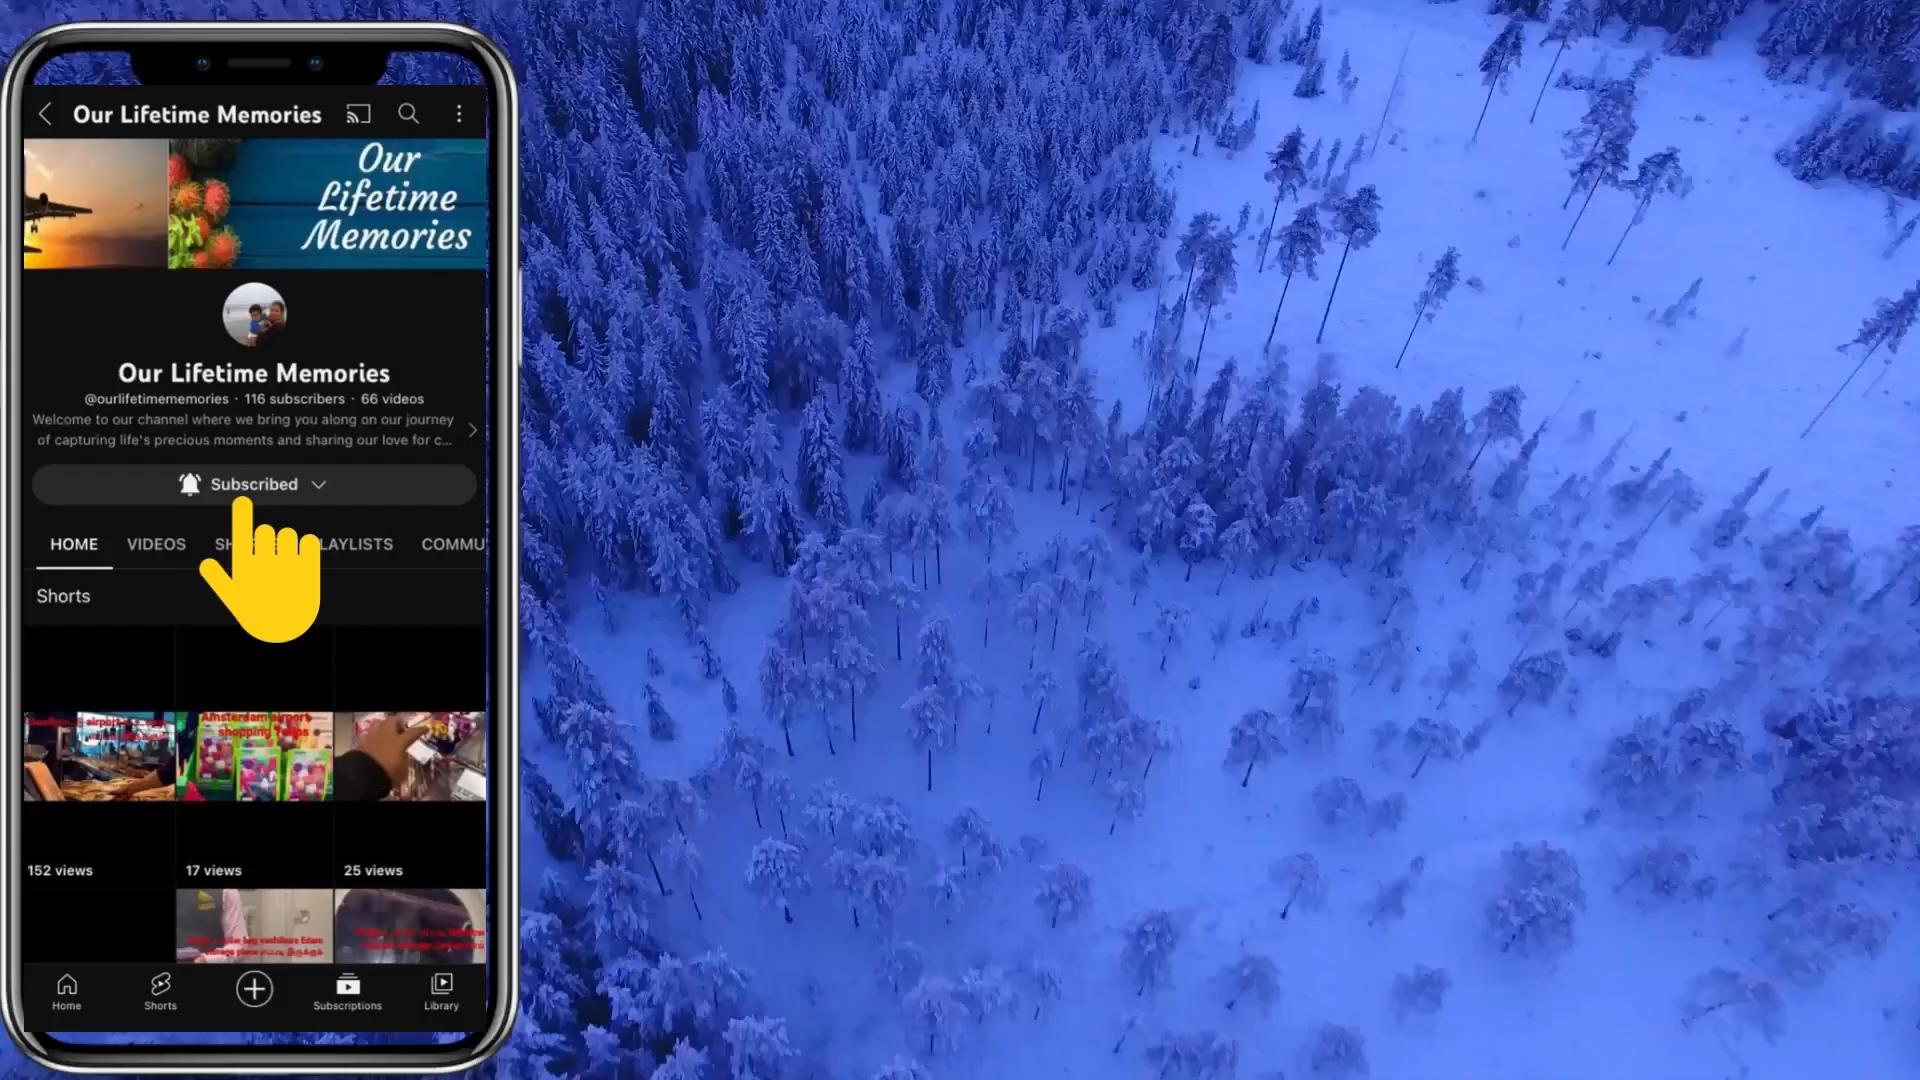 Our Lifetime Memories
Our
Lifetime
Memories
Our Lifetime Memories
@ourlifetimememories · 116 subscribers · 66 videos
Welcome to our channel where we bring you along on our journey
of capturing life's precious moments and sharing our love for c...
Subscribed
HOME VIDEOS SH LAYLISTS COMMU
Shorts
airport
Amsterdam airport
shopping
152 views
17 views
25 views
Home
Shorts
Subscriptions
Library